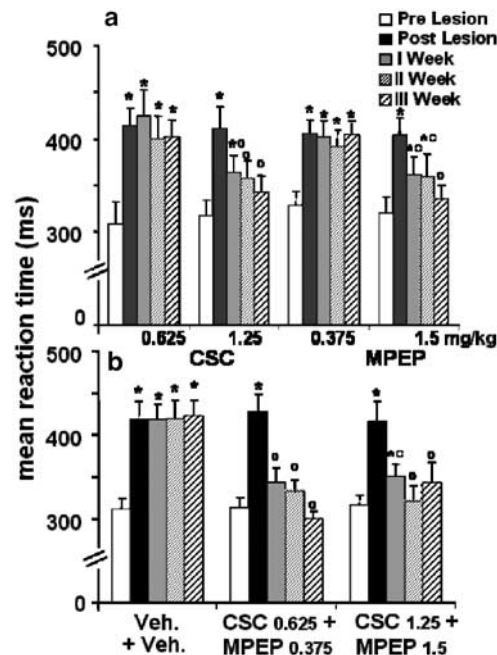 a
Pre Lesion
Post Lesion
I Week
II Week
III Week
500
400
300
0
mean reaction time (ms)
* * * *
* *¤ ¤ ¤
* * * *
* *¤ *¤ ¤
0.625 1.25 0.375 1.5 mg/kg
CSC MPEP
b
500
400
300
0
* * * *
* ¤ ¤ ¤
* *¤ ¤ ¤
Veh. CSC 0.625 + CSC 1.25 +
+ Veh. MPEP 0.375 MPEP 1.5